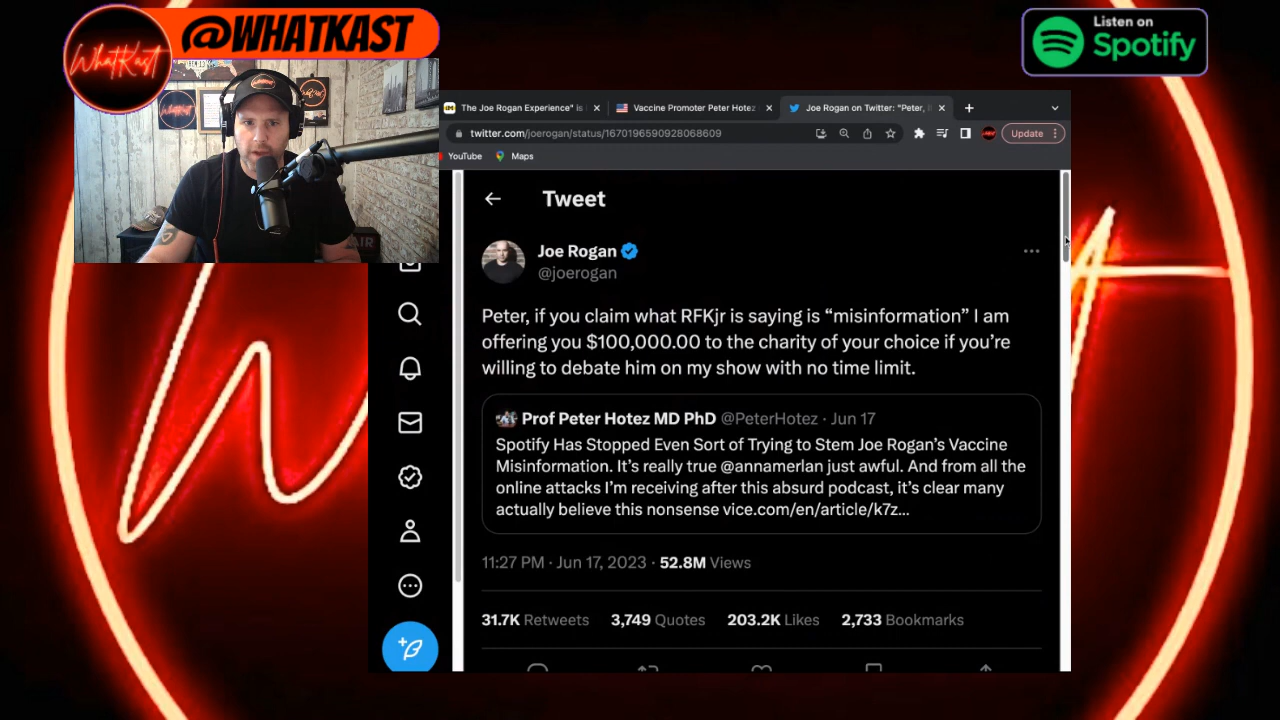 @WHATKAST
WhatKast
Listen on
Spotify
WhatKast
The Joe Rogan Experience" is
Vaccine Promoter Peter Hotez
Joe Rogan on Twitter: "Peter, i
twitter.com/joerogan/status/1670196590928068609
Update
YouTube
Maps
Tweet
Joe Rogan
@joerogan
Peter, if you claim what RFKjr is saying is “misinformation” I am
offering you $100,000.00 to the charity of your choice if you’re
willing to debate him on my show with no time limit.
Prof Peter Hotez MD PhD @PeterHotez · Jun 17
Spotify Has Stopped Even Sort of Trying to Stem Joe Rogan’s Vaccine
Misinformation. It’s really true @annamerlan just awful. And from all the
online attacks I’m receiving after this absurd podcast, it’s clear many
actually believe this nonsense vice.com/en/article/k7z...
11:27 PM · Jun 17, 2023 · 52.8M Views
31.7K Retweets 3,749 Quotes 203.2K Likes 2,733 Bookmarks